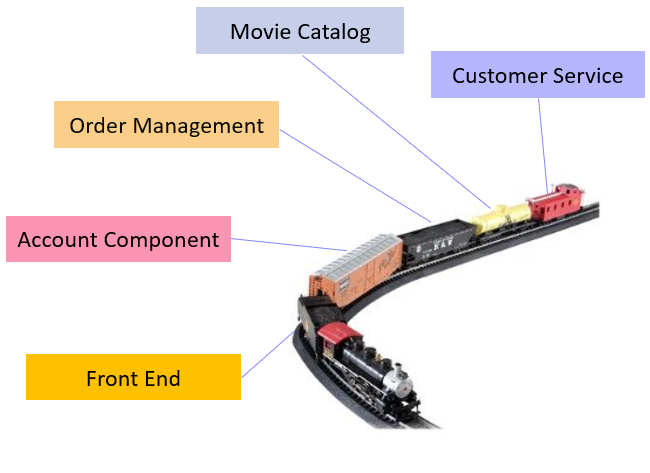 Movie Catalog
Customer Service
Order Management
Account Component
N&W
Front End